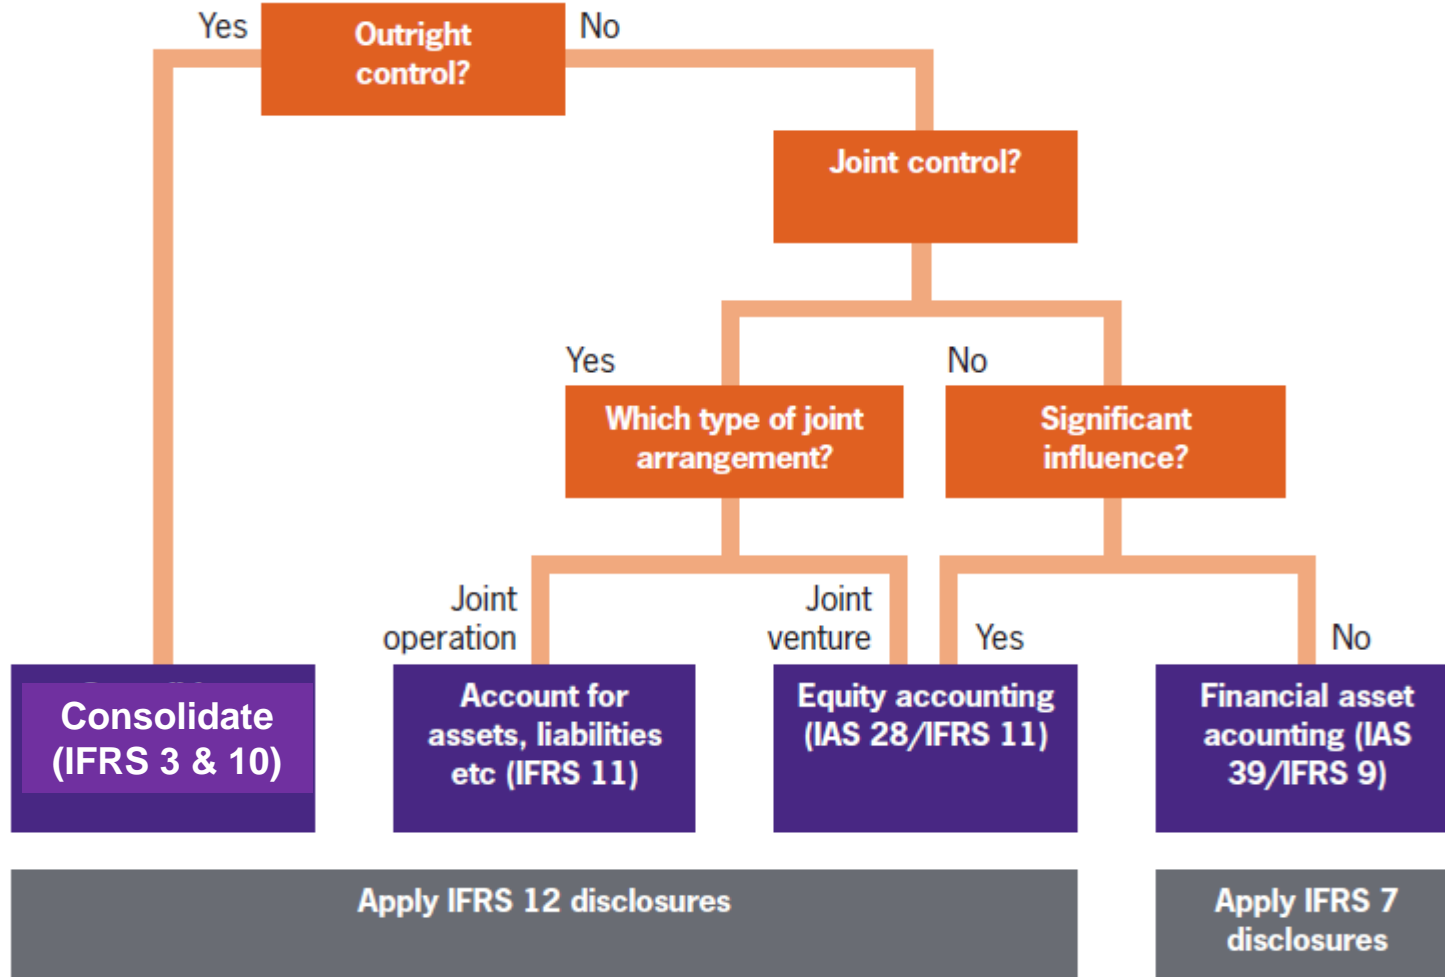 Yes
Outright
control?
No
Joint control?
Yes
No
Which type of joint
arrangement?
Significant
influence?
Joint
operation
Joint
venture
Yes
No
Consolidate
(IFRS 3 & 10)
Account for
assets, liabilities
etc (IFRS 11)
Equity accounting
(IAS 28/IFRS 11)
Financial asset
acounting (IAS
39/IFRS 9)
Apply IFRS 12 disclosures
Apply IFRS 7
disclosures